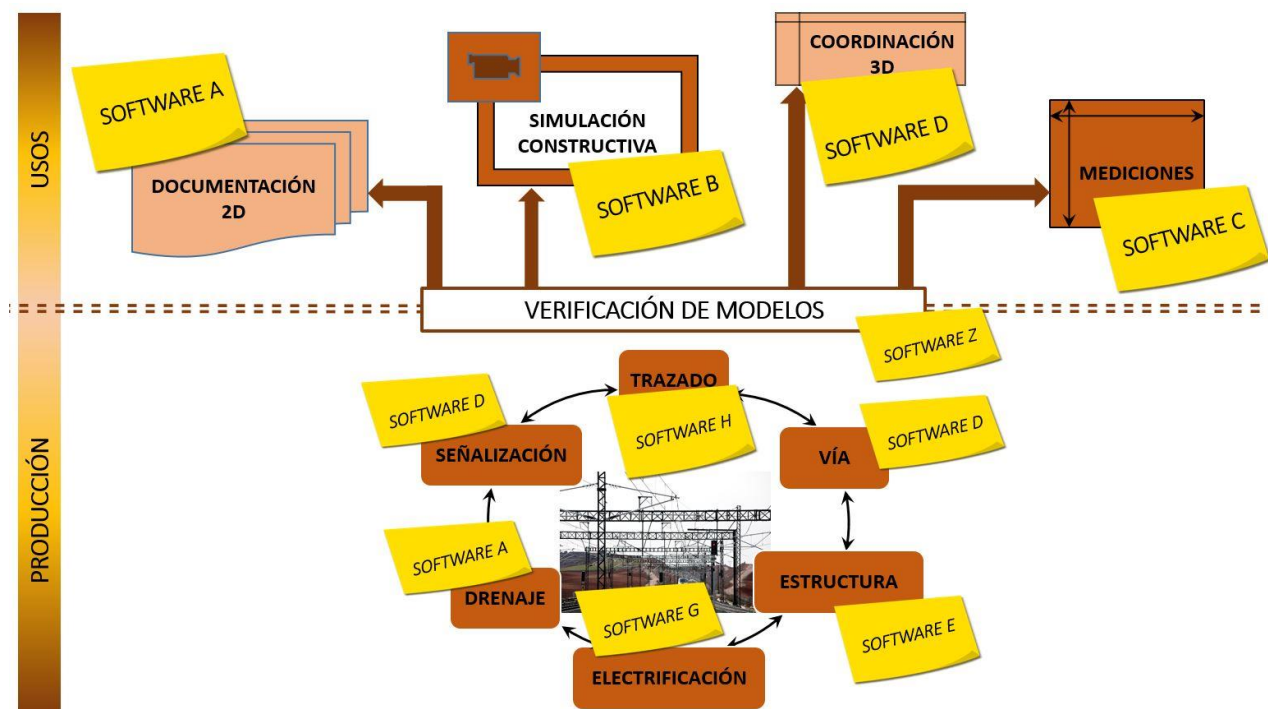 USOS
SOFTWARE A
DOCUMENTACIÓN
2D
SIMULACIÓN
CONSTRUCTIVA
SOFTWARE B
COORDINACIÓN
3D
SOFTWARE D
MEDICIONES
SOFTWARE C
VERIFICACIÓN DE MODELOS
SOFTWARE Z
PRODUCCIÓN
TRAZADO
SOFTWARE H
SOFTWARE D
SEÑALIZACIÓN
SOFTWARE D
VÍA
SOFTWARE A
DRENAJE
ESTRUCTURA
SOFTWARE E
SOFTWARE G
ELECTRIFICACIÓN